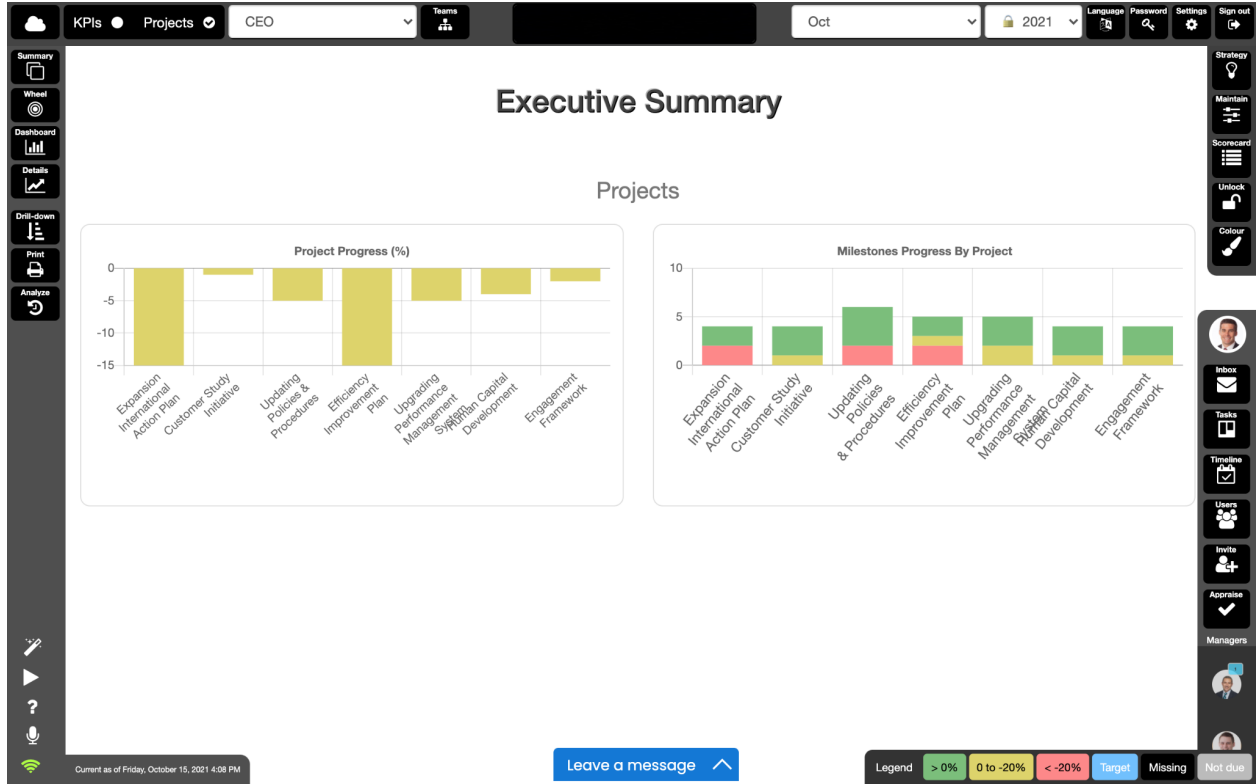 KPIs
Projects
CEO
Teams
Oct
2021
Language
Password
Settings
Sign out
Summary
Wheel
Dashboard
Details
Drill-down
Print
Analyze
Executive Summary
Projects
Project Progress (%)
0
-5
-10
-15
Expansion
International
Action Plan
Customer Study
Initiative
Updating
Policies &
Procedures
Efficiency
Improvement
Plan
Upgrading
Performance
Management
System
Human Capital
Development
Engagement
Framework
Milestones Progress By Project
10
5
0
Expansion
International
Action Plan
Customer Study
Initiative
Updating
Policies
& Procedures
Efficiency
Improvement
Plan
Upgrading
Performance
Management
System
Human Capital
Development
Engagement
Framework
Strategy
Maintain
Scorecard
Unlock
Colour
Inbox
Tasks
Timeline
Users
Invite
Appraise
Managers
Current as of Friday, October 15, 2021 4:08 PM
Leave a message
Legend
> 0%
0 to -20%
< -20%
Target
Missing
Not due